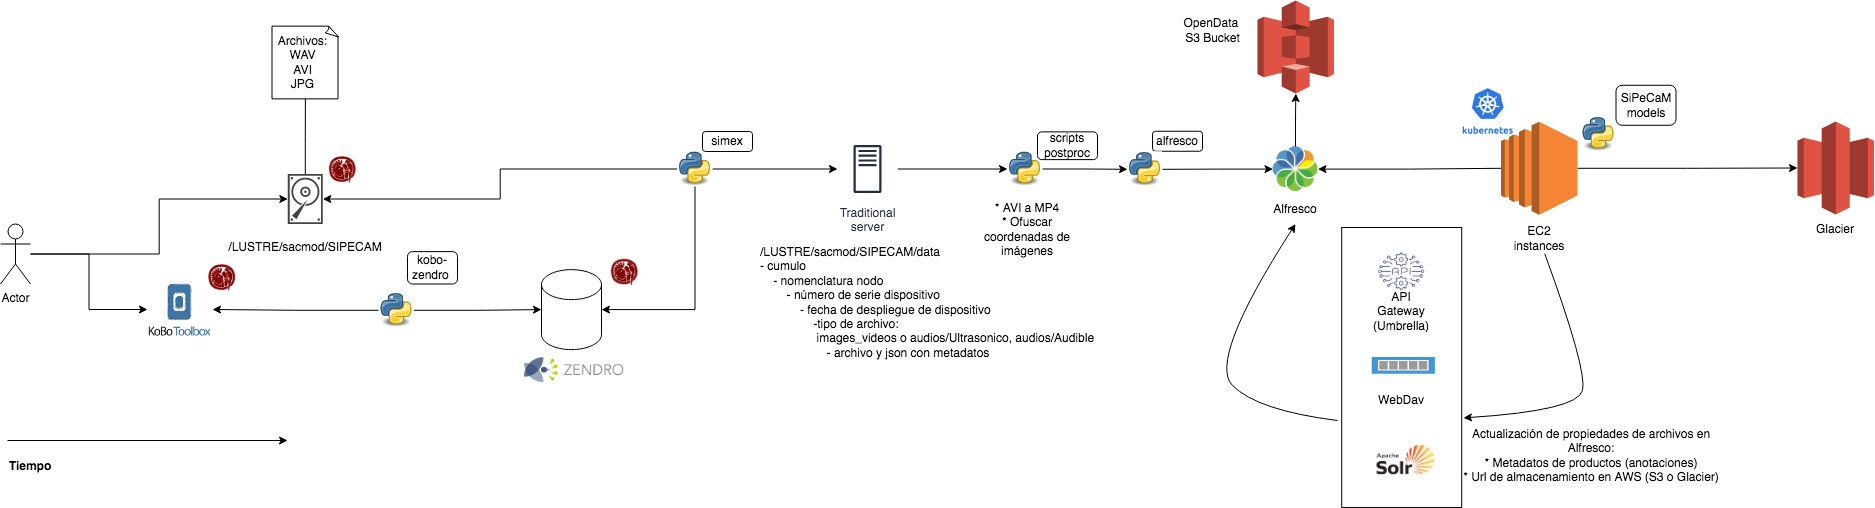 Archivos:
WAV
AVI
JPG
/LUSTRE/sacmod/SIPECAM
Actor
KoBoToolbox
kobo-
zendro
ZENDRO
simex
Traditional
server
/LUSTRE/sacmod/SIPECAM/data
- cumulo
- nomenclatura nodo
- número de serie dispositivo
- fecha de despliegue de dispositivo
-tipo de archivo:
images_videos o audios/Ultrasonico, audios/Audible
- archivo y json con metadatos
scripts
postproc
* AVI a MP4
* Ofuscar
coordenadas de
imágenes
alfresco
OpenData
S3 Bucket
Alfresco
kubernetes
SiPeCaM
models
EC2
instances
Glacier
API
API
Gateway
(Umbrella)
WebDav
Apache
Solr
Actualización de propiedades de archivos en
Alfresco:
* Metadatos de productos (anotaciones)
* Url de almacenamiento en AWS (S3 o Glacier)
Tiempo